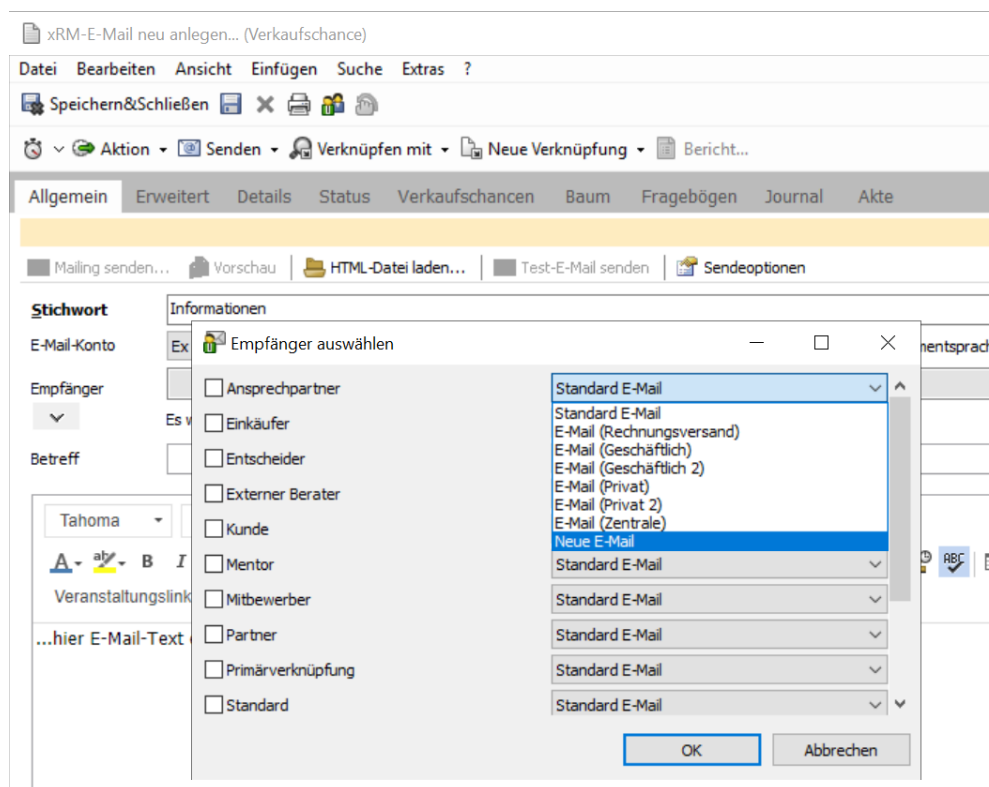 xRM-E-Mail neu anlegen... (Verkaufschance)
Datei Bearbeiten Ansicht Einfügen Suche Extras ?
Speichern&Schließen
Aktion Senden Verknüpfen mit Neue Verknüpfung Bericht...
Allgemein Erweitert Details Status Verkaufschancen Baum Fragebögen Journal Akte
Mailing senden... Vorschau HTML-Datei laden... Test-E-Mail senden Sendeoptionen
Stichwort Informationen
Empfänger auswählen
E-Mail-Konto Ex
Ansprechpartner Standard E-Mail
Empfänger
Standard E-Mail
Es
Einkäufer E-Mail (Rechnungsversand)
E-Mail (Geschäftlich)
Betreff
Entscheider E-Mail (Geschäftlich 2)
E-Mail (Privat)
Externer Berater E-Mail (Privat 2)
Tahoma
Kunde E-Mail (Zentrale)
Neue E-Mail
A ab B I ABC
Mentor Standard E-Mail
Veranstaltungslink
Mitbewerber Standard E-Mail
...hier E-Mail-Text
Partner Standard E-Mail
Primärverknüpfung Standard E-Mail
Standard Standard E-Mail
OK Abbrechen